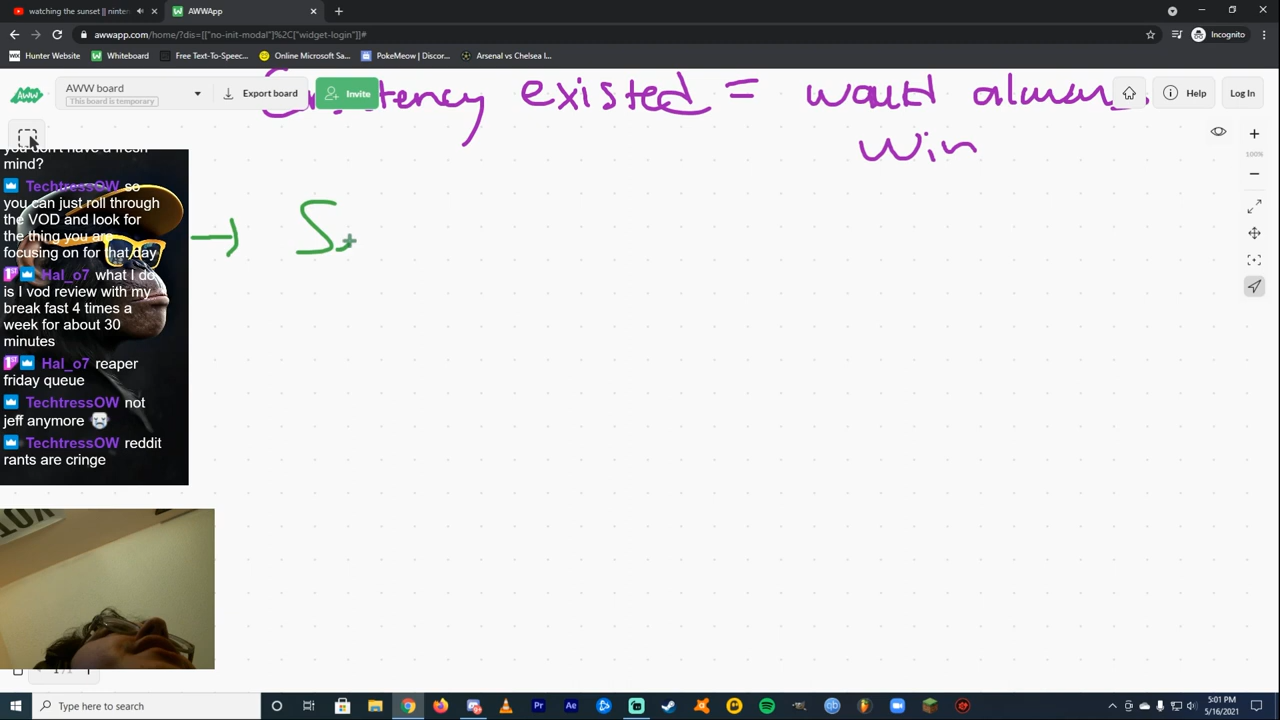 watching the sunset || ninten
AWWApp
awwapp.com/home/?dis=[["no-init-modal"]%2C["widget-login"]]#
Incognito
Hunter Website
Whiteboard
Free Text-To-Speec...
Online Microsoft Sa...
PokeMeow | Discor...
Arsenal vs Chelsea l...
AWW board
This board is temporary
Export board
Invite
Help
Log In
existed = would
win
100%
S
you don't have a fresh
mind?
TechtressOW so
you can just roll through
the VOD and look for
the thing you are
focusing on for that day
Hal_o7 what I do
is I vod review with my
break fast 4 times a
week for about 30
minutes
Hal_o7 reaper
friday queue
TechtressOW not
jeff anymore
TechtressOW reddit
rants are cringe
Type here to search
5:01 PM
5/16/2021